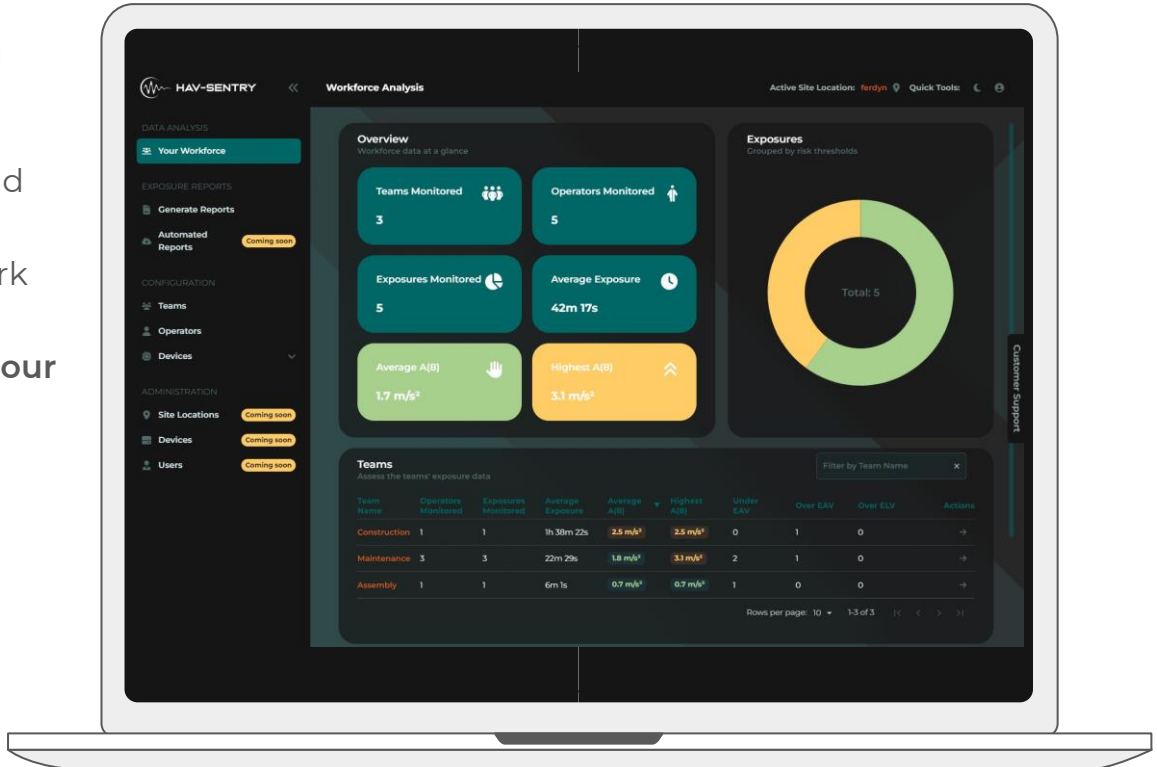 d
rk
our
HAV-SENTRY
DATA ANALYSIS
Your Workforce
EXPOSURE REPORTS
Generate Reports
Automated
Reports
Coming soon
CONFIGURATION
Teams
Operators
Devices
ADMINISTRATION
Site Locations Coming soon
Devices Coming soon
Users Coming soon
Workforce Analysis
Active Site Location: ferdyn Quick Tools:
Overview
Workforce data at a glance
Teams Monitored
3
Operators Monitored
5
Exposures Monitored
5
Average Exposure
42m 17s
Average A(8)
1.7 m/s²
Highest A(8)
3.1 m/s²
Exposures
Grouped by risk thresholds
Total: 5
Customer Support
Teams
Assess the teams' exposure data
Filter by Team Name ×
Team Name Operators Monitored Exposures Monitored Average Exposure Average A(8) Highest A(8) Under EAV Over EAV Over ELV Actions
Construction 1 1 1h 38m 22s 2.5 m/s² 2.5 m/s² 0 1 0
Maintenance 3 3 22m 29s 1.8 m/s² 3.1 m/s² 2 1 0
Assembly 1 1 6m 1s 0.7 m/s² 0.7 m/s² 1 0 0
Rows per page: 10 1-3 of 3